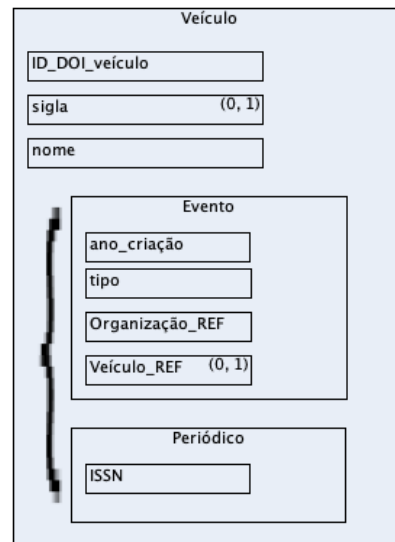 Veículo
ID_DOI_veículo
sigla (0, 1)
nome
Evento
ano_criação
tipo
Organização_REF
Veículo_REF (0, 1)
Periódico
ISSN